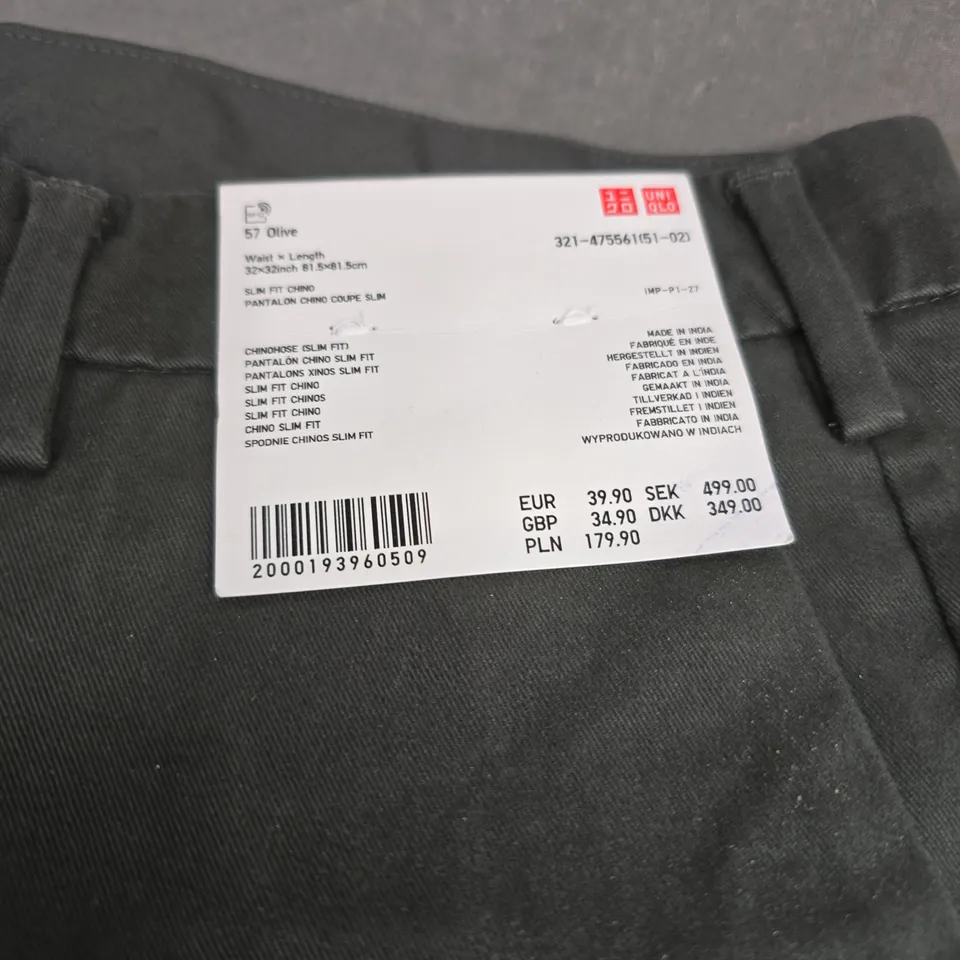 RFID
57 Olive
ユニ
クロ
UNI
QLO
321-475561(51-02)
Waist × Length
32×32inch 81.5×81.5cm
SLIM FIT CHINO
PANTALON CHINO COUPE SLIM
IMP-P1-27
CHINOHOSE (SLIM FIT)
PANTALÓN CHINO SLIM FIT
PANTALONS XINOS SLIM FIT
SLIM FIT CHINO
SLIM FIT CHINOS
SLIM FIT CHINO
CHINO SLIM FIT
SPODNIE CHINOS SLIM FIT
MADE IN INDIA
FABRIQUÉ EN INDE
HERGESTELLT IN INDIEN
FABRICADO EN INDIA
FABRICAT A L'ÍNDIA
GEMAAKT IN INDIA
TILLVERKAD I INDIEN
FREMSTILLET I INDIEN
FABBRICATO IN INDIA
WYPRODUKOWANO W INDIACH
2000193960509
EUR 39.90 SEK 499.00
GBP 34.90 DKK 349.00
PLN 179.90